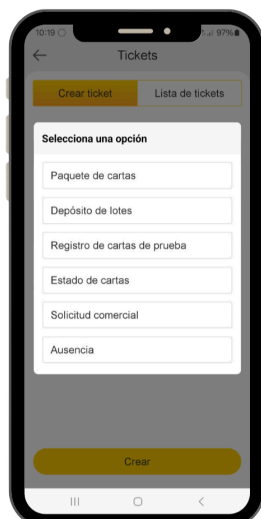 10:19
97%
Tickets
Crear ticket
Lista de tickets
Selecciona una opción
Paquete de cartas
Depósito de lotes
Registro de cartas de prueba
Estado de cartas
Solicitud comercial
Ausencia
Crear